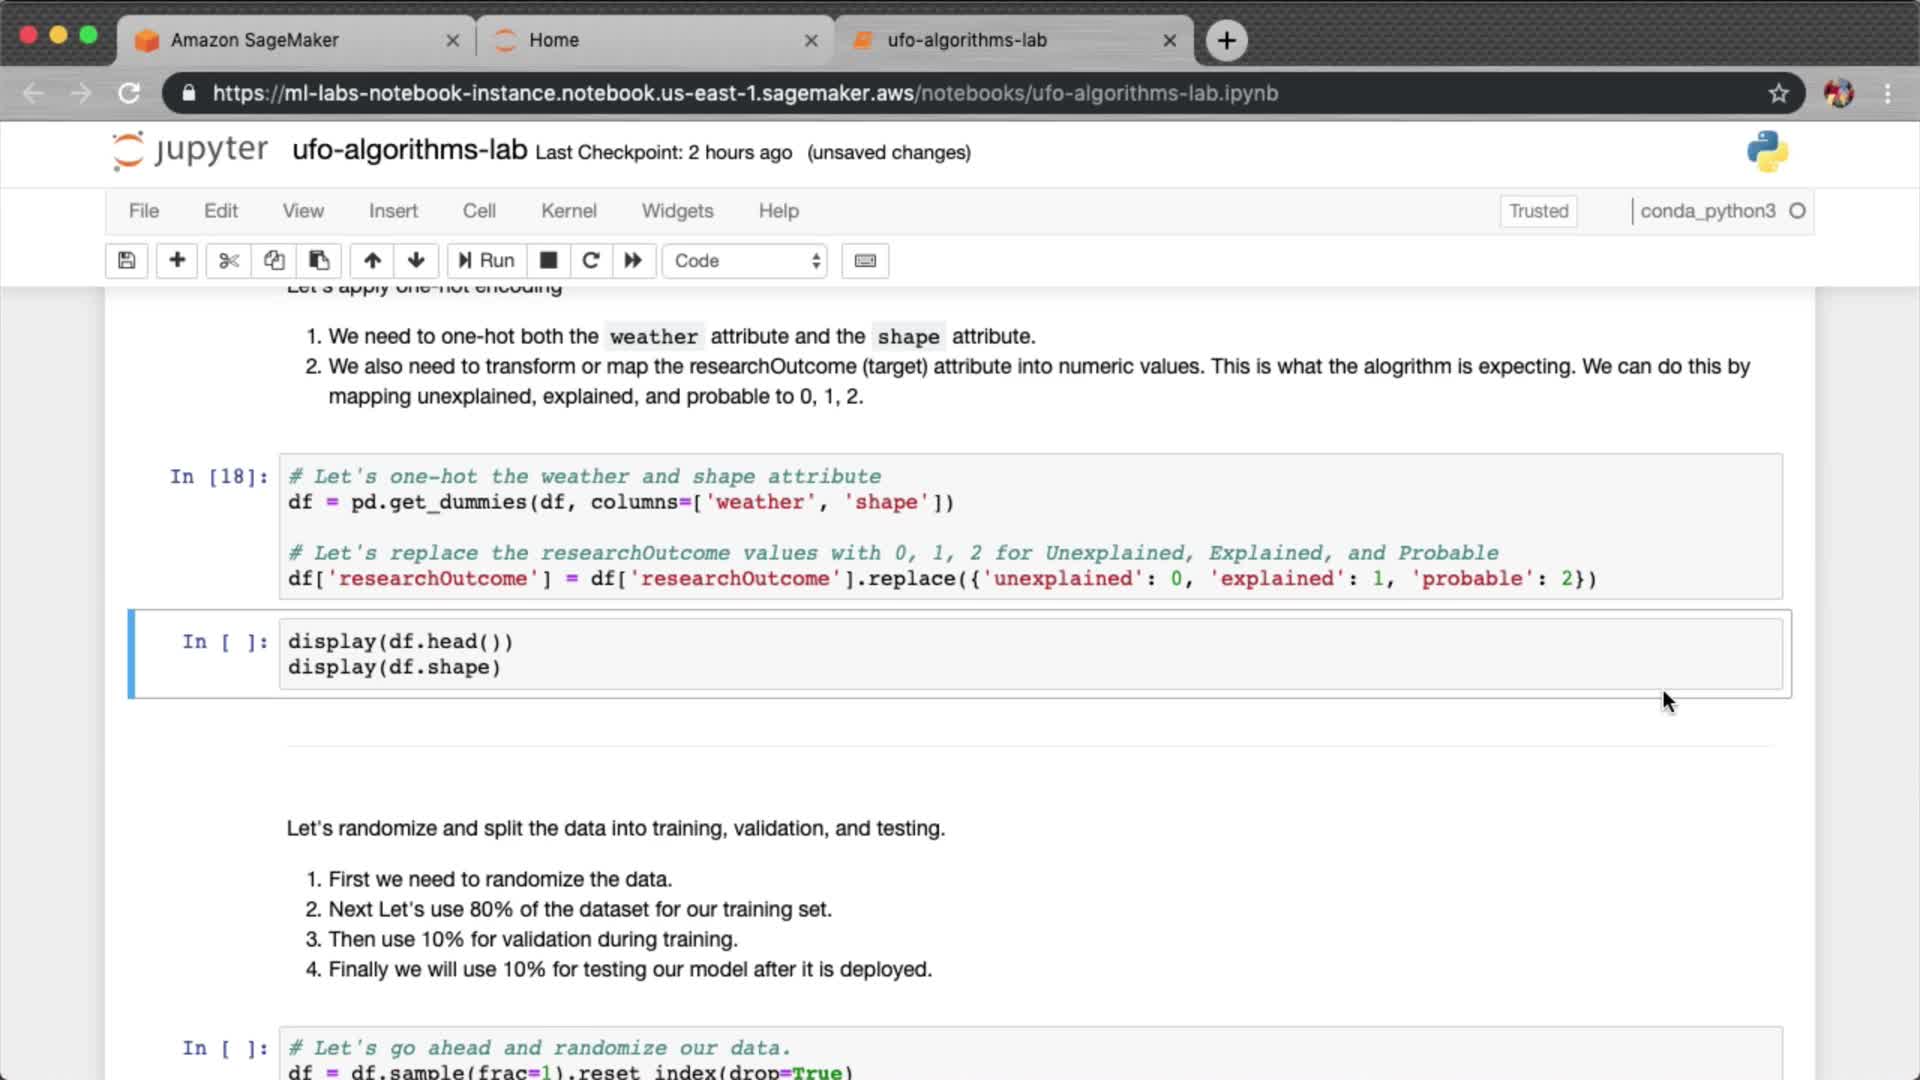 Amazon SageMaker
Home
ufo-algorithms-lab
https://ml-labs-notebook-instance.notebook.us-east-1.sagemaker.aws/notebooks/ufo-algorithms-lab.ipynb
jupyter ufo-algorithms-lab Last Checkpoint: 2 hours ago (unsaved changes)
File Edit View Insert Cell Kernel Widgets Help Trusted conda_python3
Run Code
Let's apply one-hot encoding
1. We need to one-hot both the weather attribute and the shape attribute.
2. We also need to transform or map the researchOutcome (target) attribute into numeric values. This is what the alogrithm is expecting. We can do this by
mapping unexplained, explained, and probable to 0, 1, 2.
In [18]: # Let's one-hot the weather and shape attribute
df = pd.get_dummies(df, columns=['weather', 'shape'])
# Let's replace the researchOutcome values with 0, 1, 2 for Unexplained, Explained, and Probable
df['researchOutcome'] = df['researchOutcome'].replace({'unexplained': 0, 'explained': 1, 'probable': 2})
In [ ]: display(df.head())
display(df.shape)
Let's randomize and split the data into training, validation, and testing.
1. First we need to randomize the data.
2. Next Let's use 80% of the dataset for our training set.
3. Then use 10% for validation during training.
4. Finally we will use 10% for testing our model after it is deployed.
In [ ]: # Let's go ahead and randomize our data.
df = df.sample(frac=1).reset_index(drop=True)